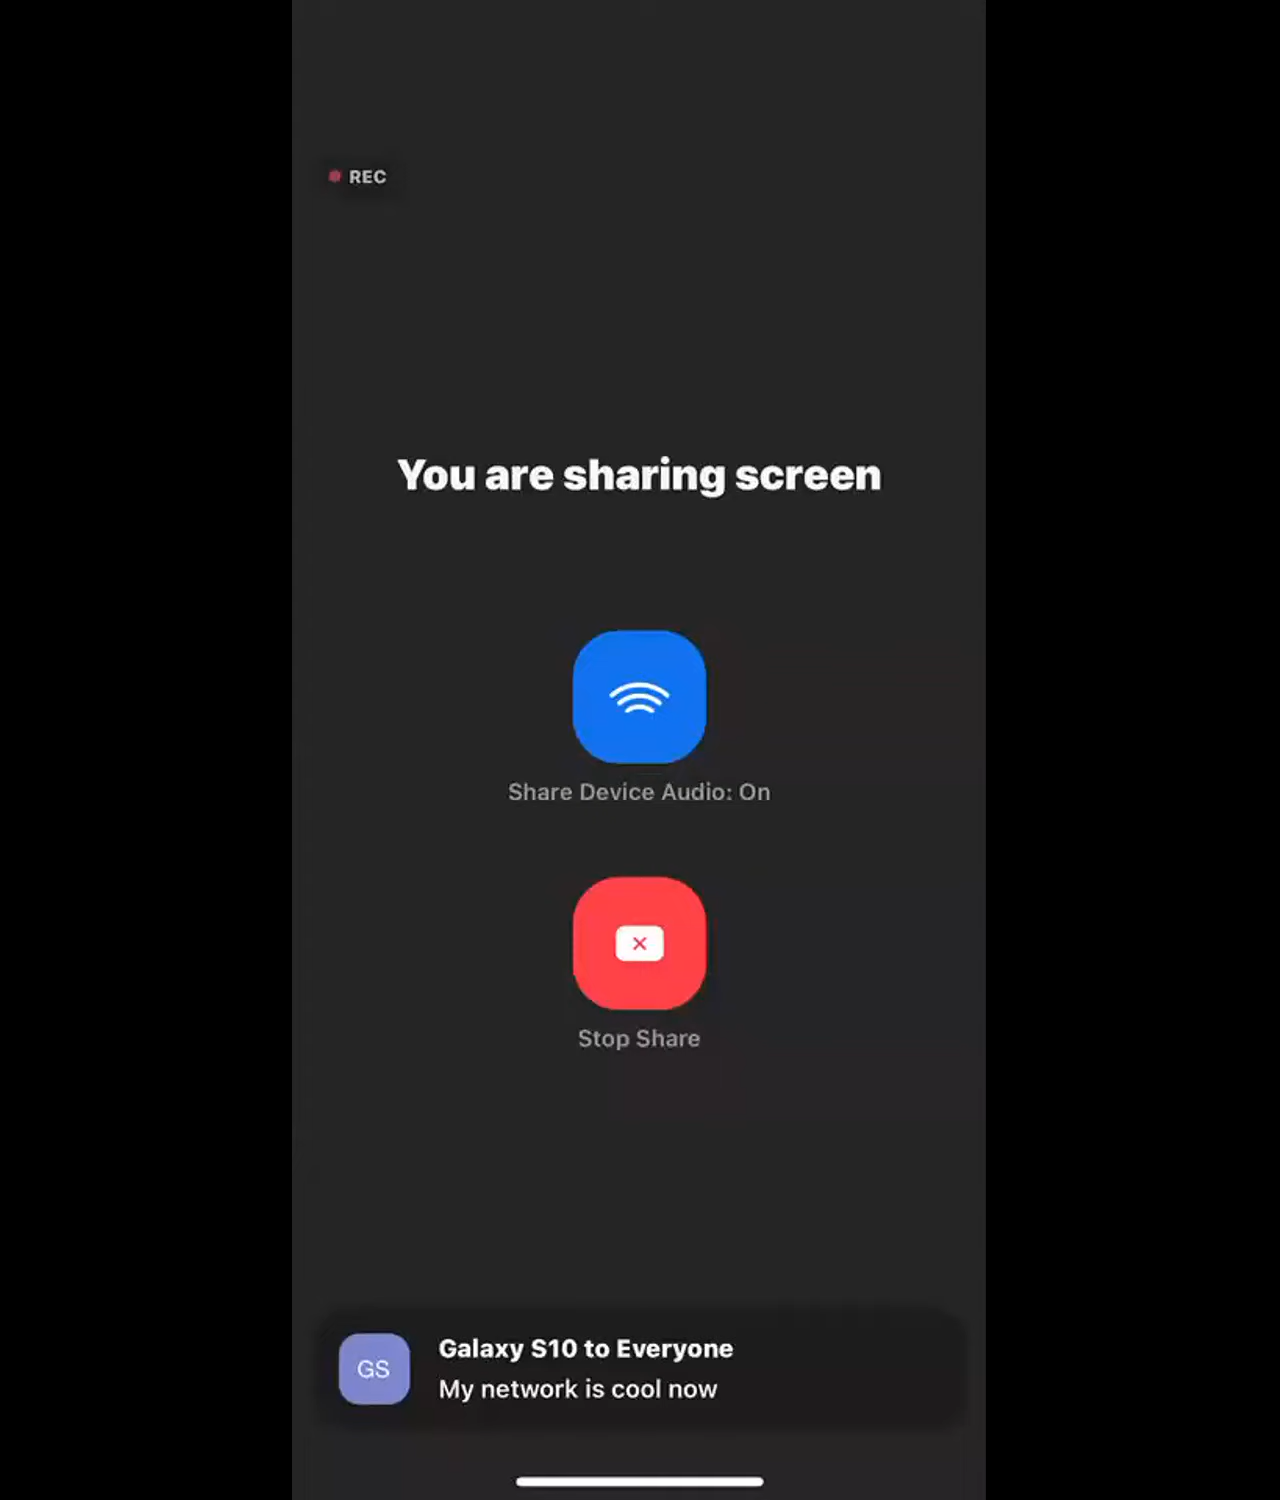 REC
You are sharing screen
Share Device Audio: On
Stop Share
GS
Galaxy S10 to Everyone
My network is cool now